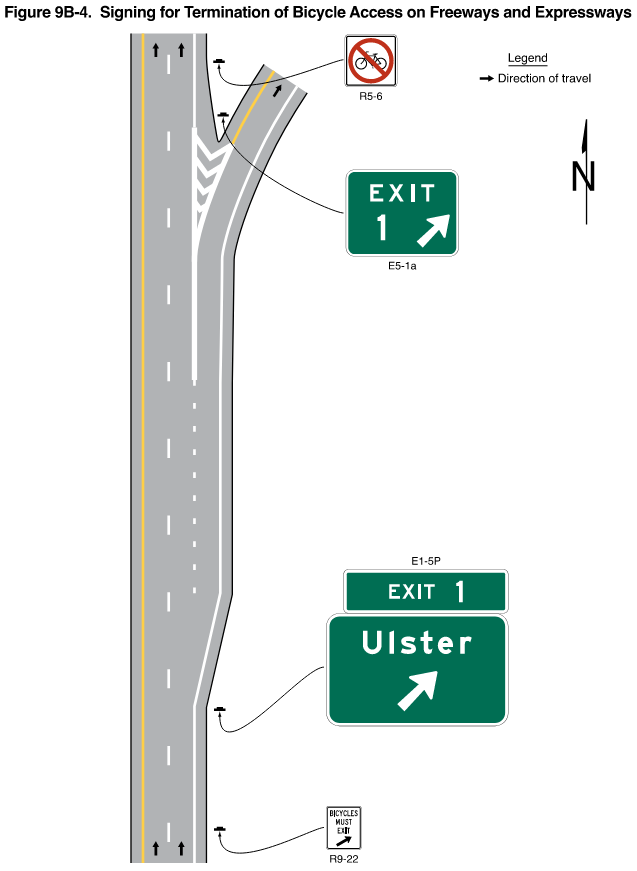 Figure 9B-4.  Signing for Termination of Bicycle Access on Freeways and Expressways
R5-6
Legend
Direction of travel
N
EXIT
1
E5-1a
E1-5P
EXIT 1
Ulster
BICYCLES
MUST
EXIT
R9-22